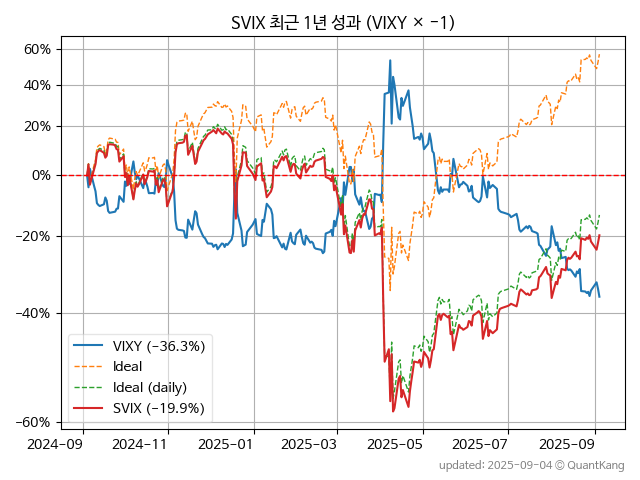 SVIX 최근 1년 성과 (VIXY × −1)
60%
40%
20%
0%
−20%
−40%
−60%
VIXY (−36.3%)
Ideal
Ideal (daily)
SVIX (−19.9%)
2024-09 2024-11 2025-01 2025-03 2025-05 2025-07 2025-09
updated: 2025-09-04 © QuantKang